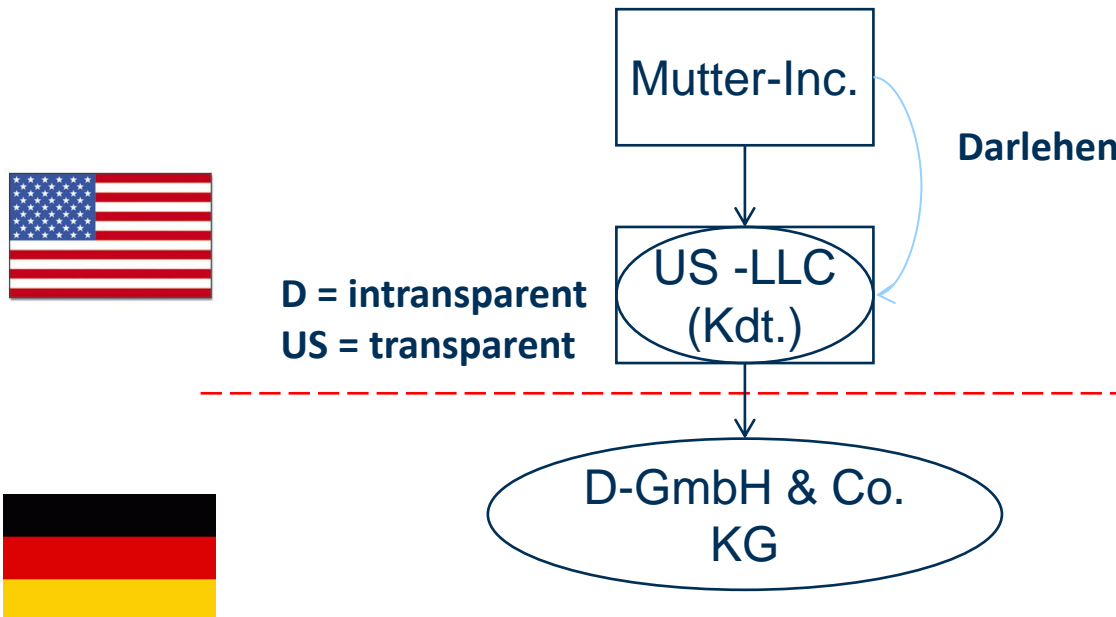 Mutter-Inc.
Darlehen
US -LLC
(Kdt.)
D = intransparent
US = transparent
D-GmbH & Co.
KG